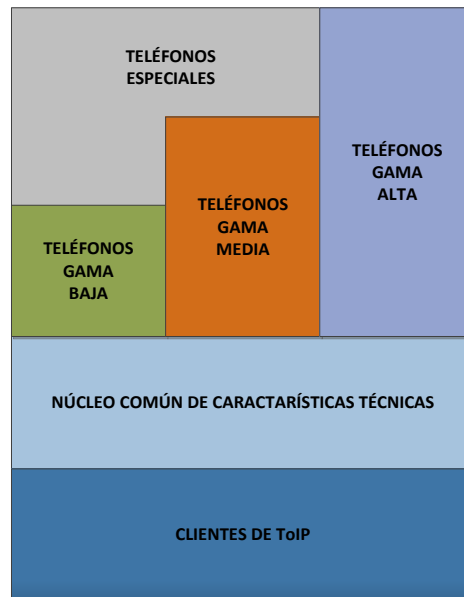 TELÉFONOS
ESPECIALES
TELÉFONOS
GAMA
ALTA
TELÉFONOS
GAMA
MEDIA
TELÉFONOS
GAMA
BAJA
NÚCLEO COMÚN DE CARACTARÍSTICAS TÉCNICAS
CLIENTES DE ToIP